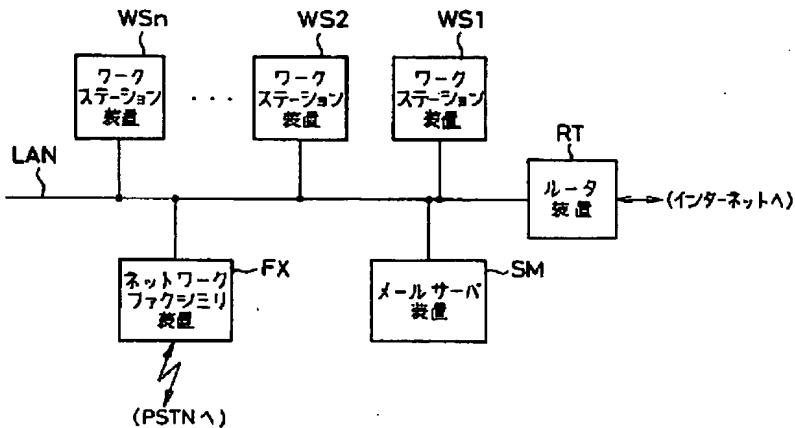 WSn
WS2
WS1
ワーク
ステーション
装置
・・・
ワーク
ステーション
装置
ワーク
ステーション
装置
RT
LAN
ルータ
装置
(インターネットへ)
FX
SM
ネットワーク
ファクシミリ
装置
メールサーバ
装置
(PSTNへ)